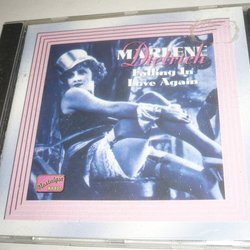 MARLENE
Dietrich
Falling In
Love Again